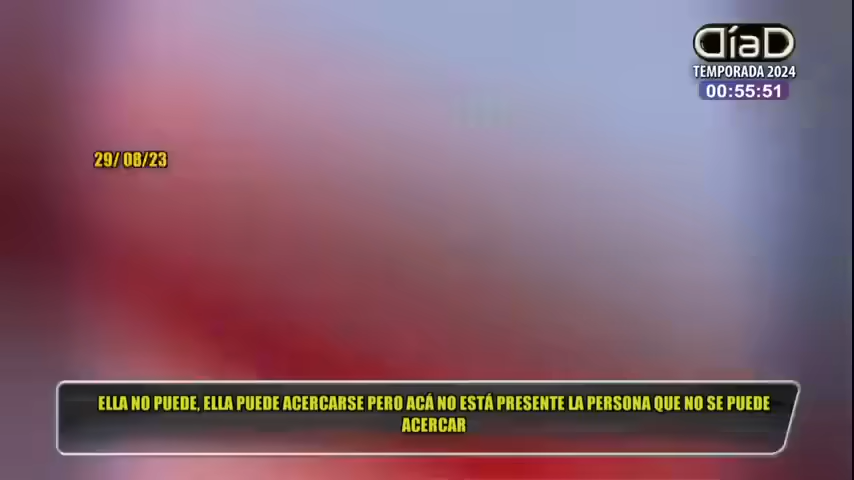 DíaD
TEMPORADA 2024
00:55:51
29/ 08/23
ELLA NO PUEDE, ELLA PUEDE ACERCARSE PERO ACÁ NO ESTÁ PRESENTE LA PERSONA QUE NO SE PUEDE
ACERCAR